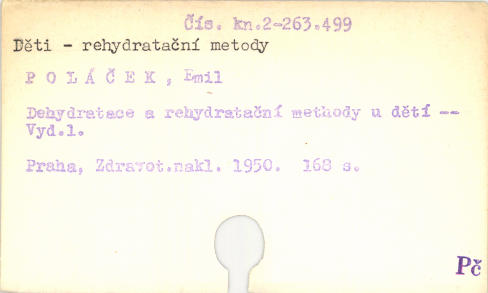 Čís. kn.2-263.499
Děti - rehydratační metody
P O L Á Č E K , Emil
Dehydratace a rehydratační methody u dětí --
Vyd.1.
Praha, Zdravot.nakl. 1950. 168 s.
Pč